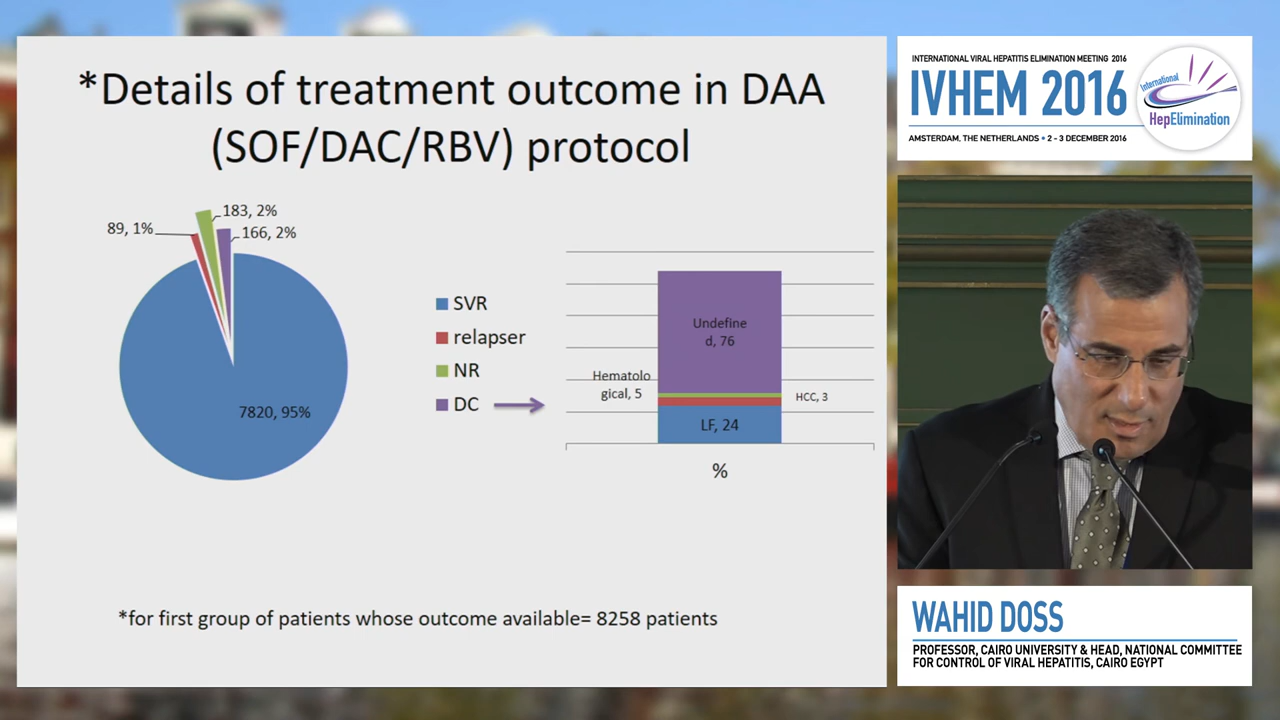 *Details of treatment outcome in DAA
(SOF/DAC/RBV) protocol
183, 2%
89, 1%
166, 2%
7820, 95%
SVR
relapser
NR
DC
Undefine
d, 76
Hematolo
gical, 5
HCC, 3
LF, 24
%
*for first group of patients whose outcome available= 8258 patients
INTERNATIONAL VIRAL HEPATITIS ELIMINATION MEETING 2016
IVHEM 2016
AMSTERDAM, THE NETHERLANDS • 2 - 3 DECEMBER 2016
International
HepElimination
WAHID DOSS
PROFESSOR, CAIRO UNIVERSITY & HEAD, NATIONAL COMMITTEE
FOR CONTROL OF VIRAL HEPATITIS, CAIRO EGYPT